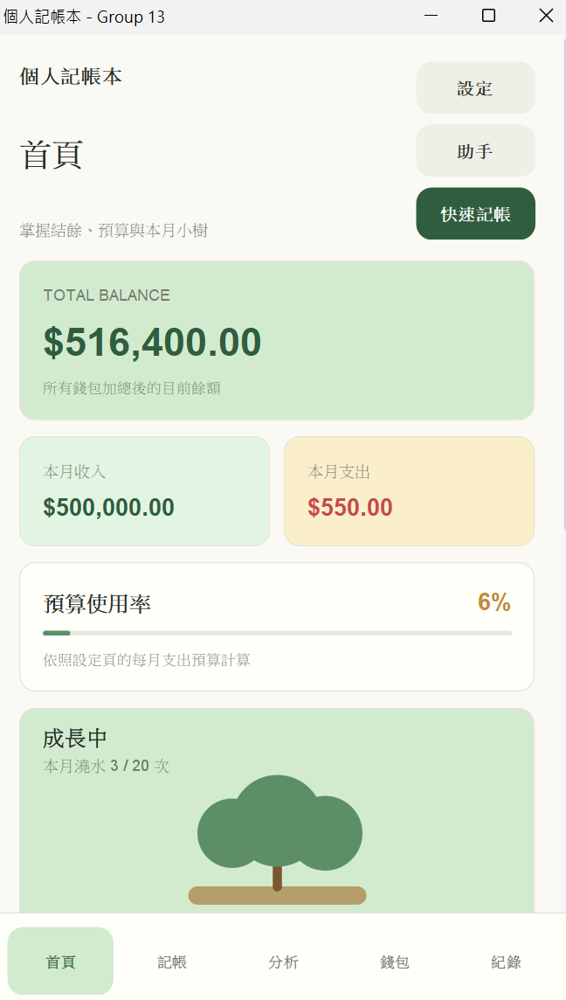 個人記帳本 - Group 13
個人記帳本
設定
首頁
助手
快速記帳
掌握結餘、預算與本月小樹
TOTAL BALANCE
$516,400.00
所有錢包加總後的目前餘額
本月收入
$500,000.00
本月支出
$550.00
預算使用率
6%
依照設定頁的每月支出預算計算
成長中
本月澆水 3 / 20 次
首頁
記帳
分析
錢包
紀錄